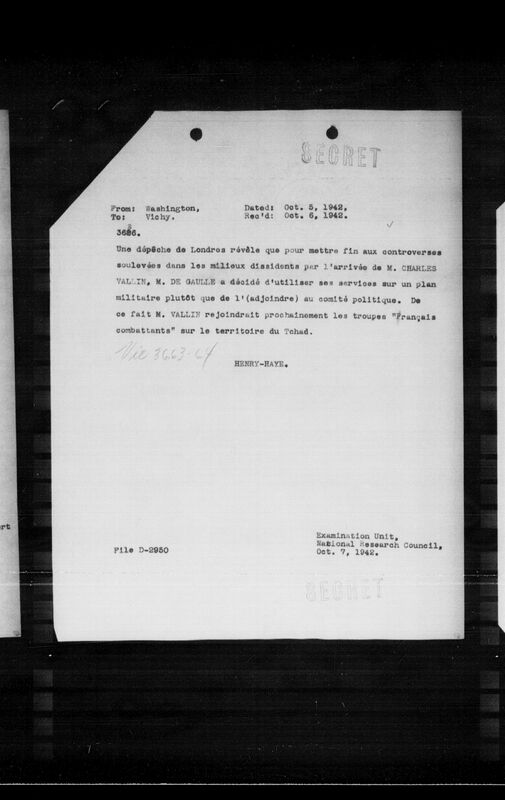 SECRET
From: Washington, Dated: Oct. 5, 1942.
To: Vichy. Rec'd: Oct. 6, 1942.
Une dépêche de Londres révèle que pour mettre fin aux controverses
soulevées dans les milieux dissidents par l'arrivée de M. CHARLES
VALLIN, M. DE GAULLE a décidé d'utiliser ses services sur un plan
militaire plutôt que de l'(adjoindre) au comité politique. De
ce fait M. VALLIN rejoindrait prochainement les troupes "Français
combattants" sur le territoire du Tchad.
Vic 3663-64
HENRY-HAYE.
ert
Examination Unit,
National Research Council,
File D-2950 Oct. 7, 1942.
SECRET